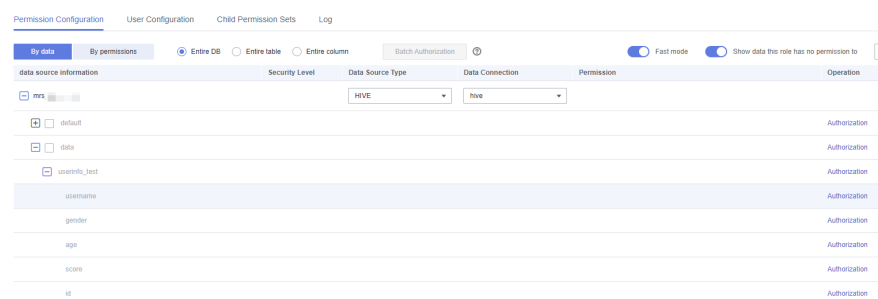 Permission Configuration User Configuration Child Permission Sets Log
By data By permissions Entire DB Entire table Entire column Batch Authorization Fast mode Show data this role has no permission to
data source information Security Level Data Source Type Data Connection Permission Operation
mrs_ HIVE hive
default Authorization
data Authorization
userinfo_test Authorization
username Authorization
gender Authorization
age Authorization
score Authorization
id Authorization